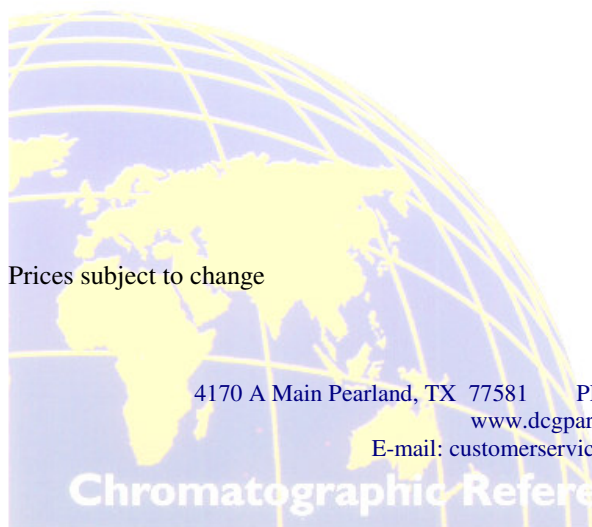 Prices subject to change
4170 A Main Pearland, TX 77581
www.dcgpar
E-mail: customerservic
Chromatographic Refere